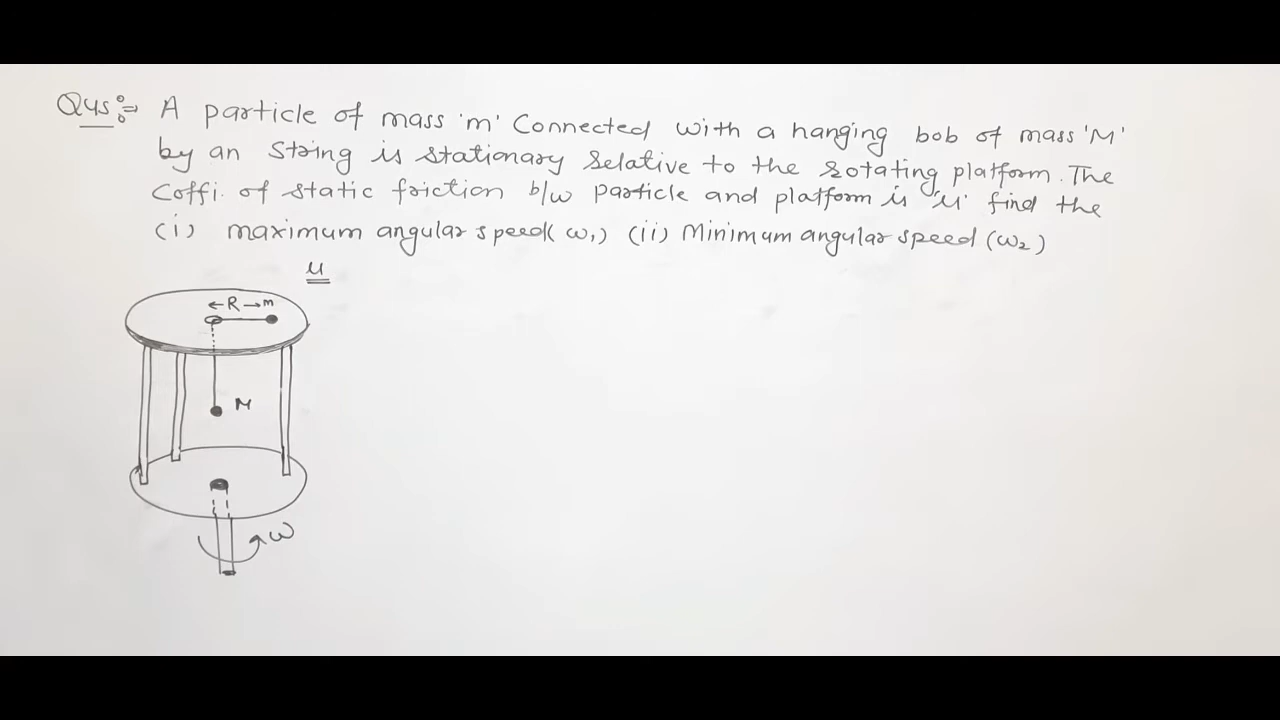 Qus:⇒ A particle of mass 'm' Connected with a hanging bob of mass 'M'
by an string is stationary relative to the rotating platform. The
Coffi. of static friction b/w particle and platform is 'μ' find the
(i) maximum angular speed (ω₁) (ii) Minimum angular speed (ω₂)
μ
←R→m
M
ω